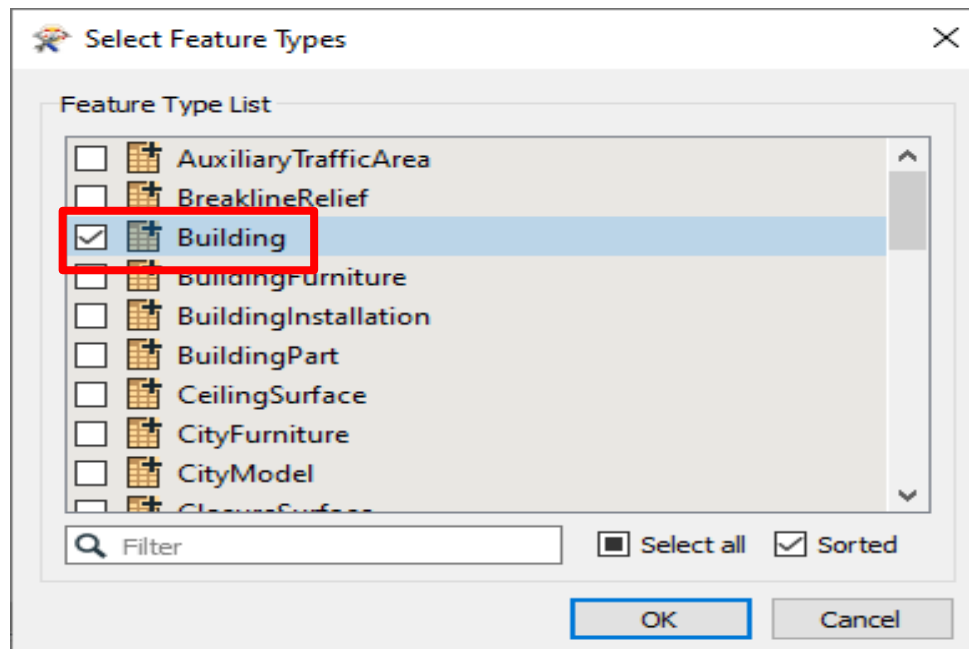 Select Feature Types
Feature Type List
AuxiliaryTrafficArea
BreaklineRelief
Building
BuildingFurniture
BuildingInstallation
BuildingPart
CeilingSurface
CityFurniture
CityModel
ClosureSurface
Filter
Select all
Sorted
OK
Cancel